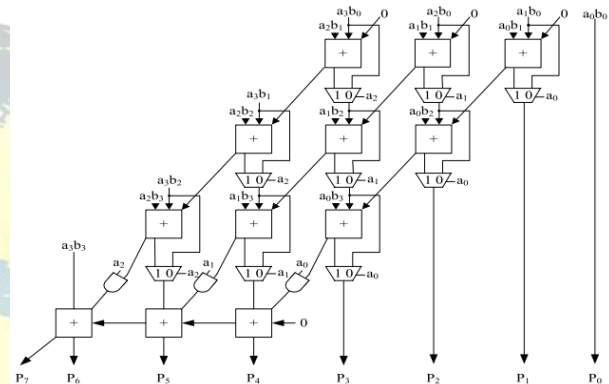 a₃b₀ a₂b₀ a₁b₀ a₀b₀
0 0 0
a₂b₁ a₁b₁ a₀b₁
+ + +
1 0 a₂ 1 0 a₁ 1 0 a₀
a₃b₁
a₂b₂ a₁b₂ a₀b₂
+ + +
1 0 a₂ 1 0 a₁ 1 0 a₀
a₃b₂
a₂b₃ a₁b₃ a₀b₃
+ + +
a₃b₃ a₂ a₁ a₀
1 0 a₂ 1 0 a₁ 1 0 a₀
+ + + 0
P₇ P₆ P₅ P₄ P₃ P₂ P₁ P₀